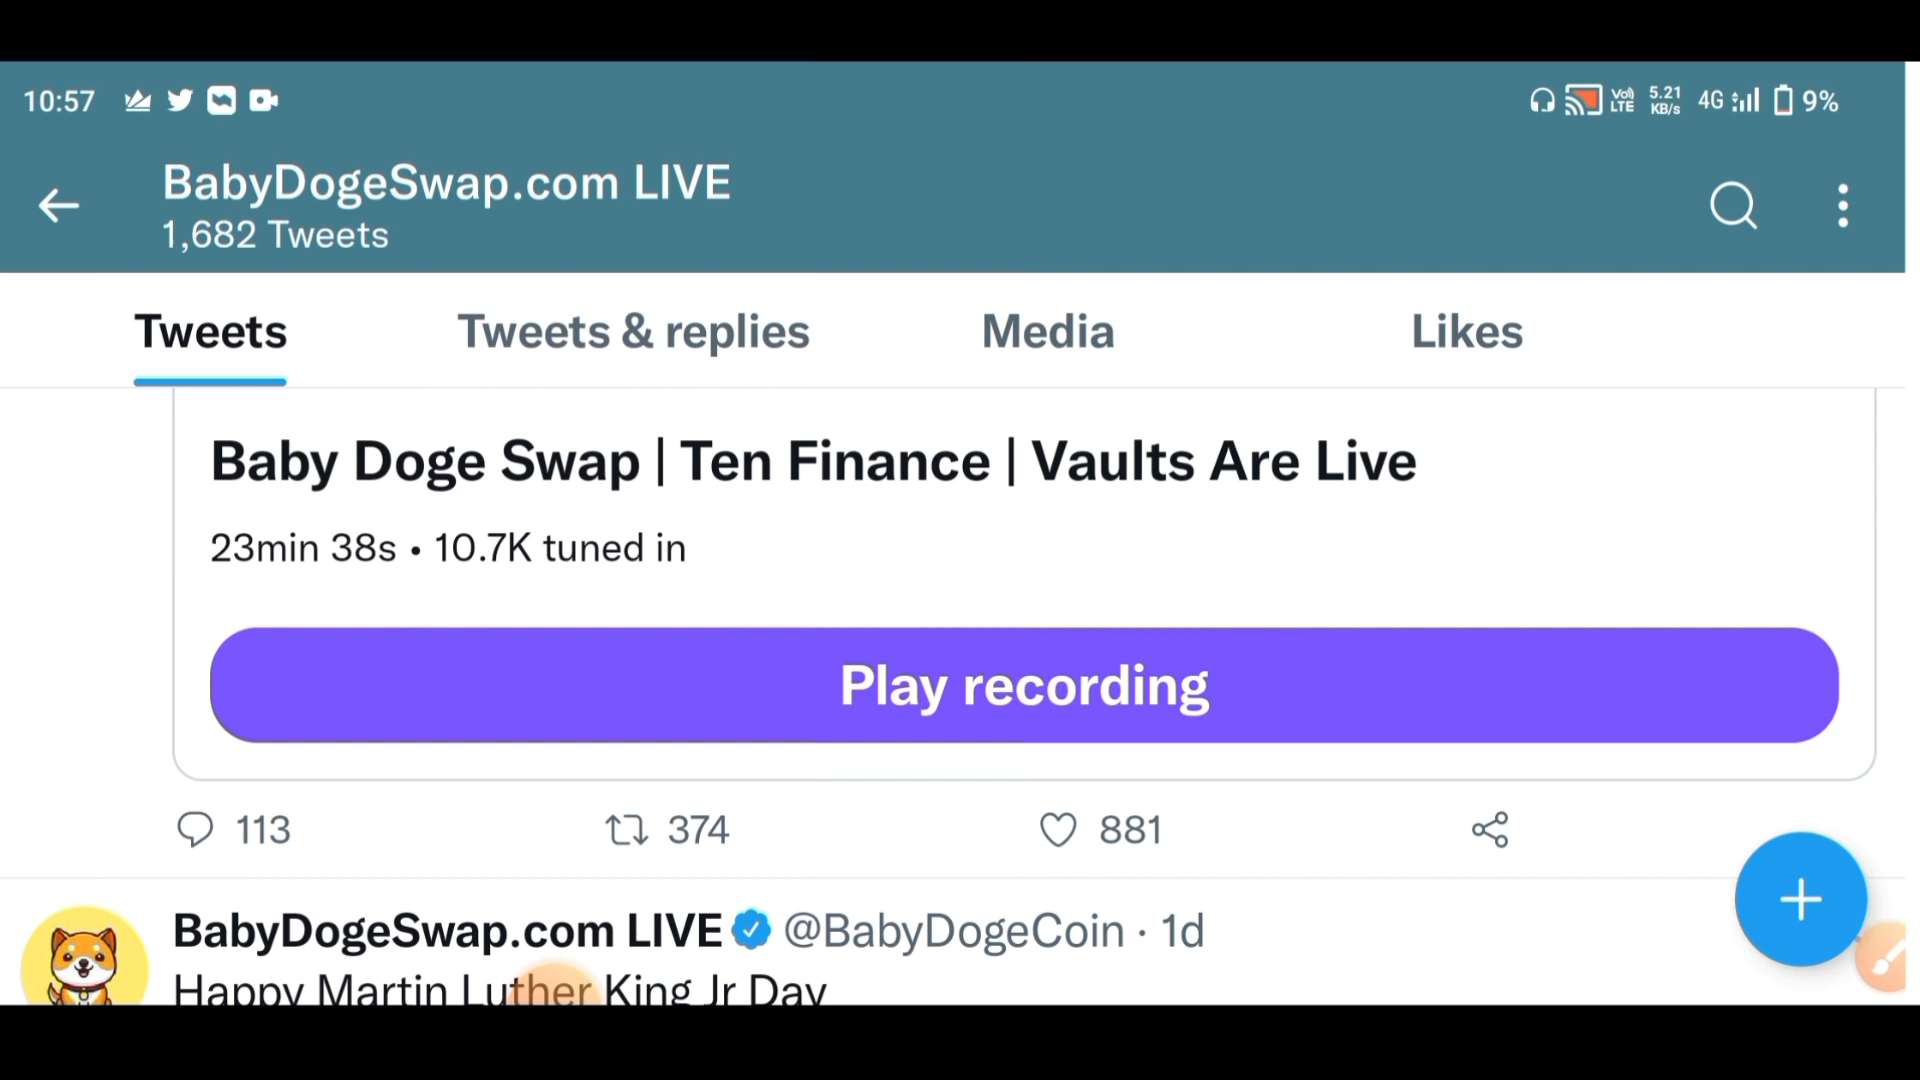 10:57
Vo) LTE 5.21 KB/s 4G 9%
BabyDogeSwap.com LIVE
1,682 Tweets
Tweets Tweets & replies Media Likes
Baby Doge Swap | Ten Finance | Vaults Are Live
23min 38s • 10.7K tuned in
Play recording
113 374 881
BabyDogeSwap.com LIVE @BabyDogeCoin · 1d
Happy Martin Luther King Jr Day